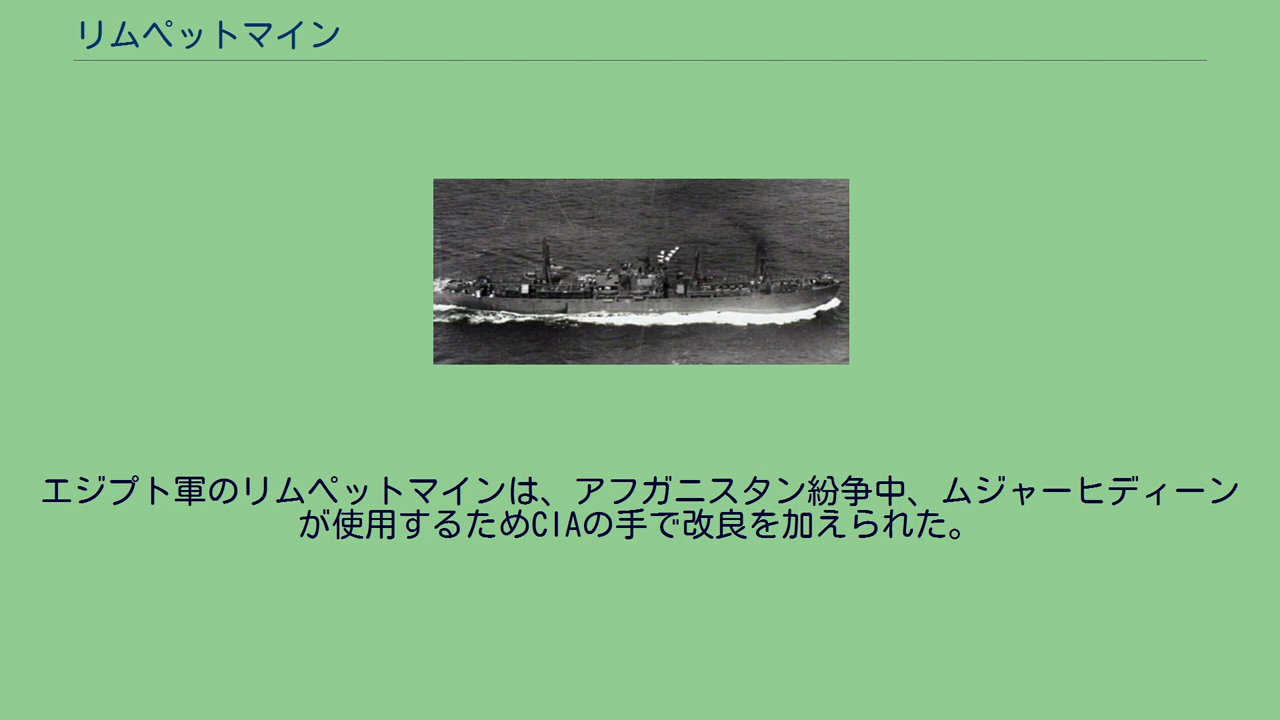 リムペットマイン
エジプト軍のリムペットマインは、アフガニスタン紛争中、ムジャーヒディーン
が使用するためCIAの手で改良を加えられた。